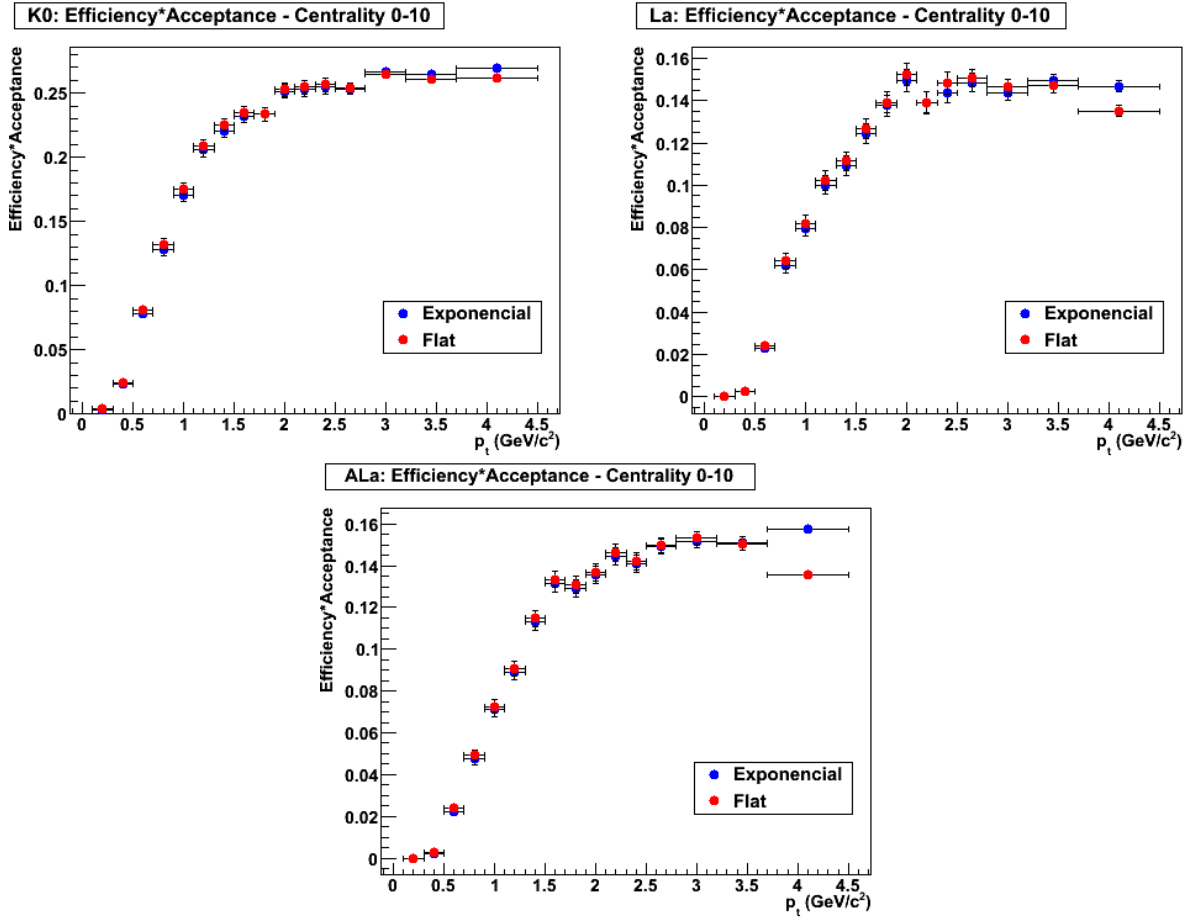 K0: Efficiency*Acceptance - Centrality 0-10
Efficiency*Acceptance
0.25
0.2
0.15
0.1
0.05
0
Exponencial
Flat
0 0.5 1 1.5 2 2.5 3 3.5 4 4.5
p_t (GeV/c²)
La: Efficiency*Acceptance - Centrality 0-10
Efficiency*Acceptance
0.16
0.14
0.12
0.1
0.08
0.06
0.04
0.02
0
Exponencial
Flat
0 0.5 1 1.5 2 2.5 3 3.5 4 4.5
p_t (GeV/c²)
ALa: Efficiency*Acceptance - Centrality 0-10
Efficiency*Acceptance
0.16
0.14
0.12
0.1
0.08
0.06
0.04
0.02
0
Exponencial
Flat
0 0.5 1 1.5 2 2.5 3 3.5 4 4.5
p_t (GeV/c²)